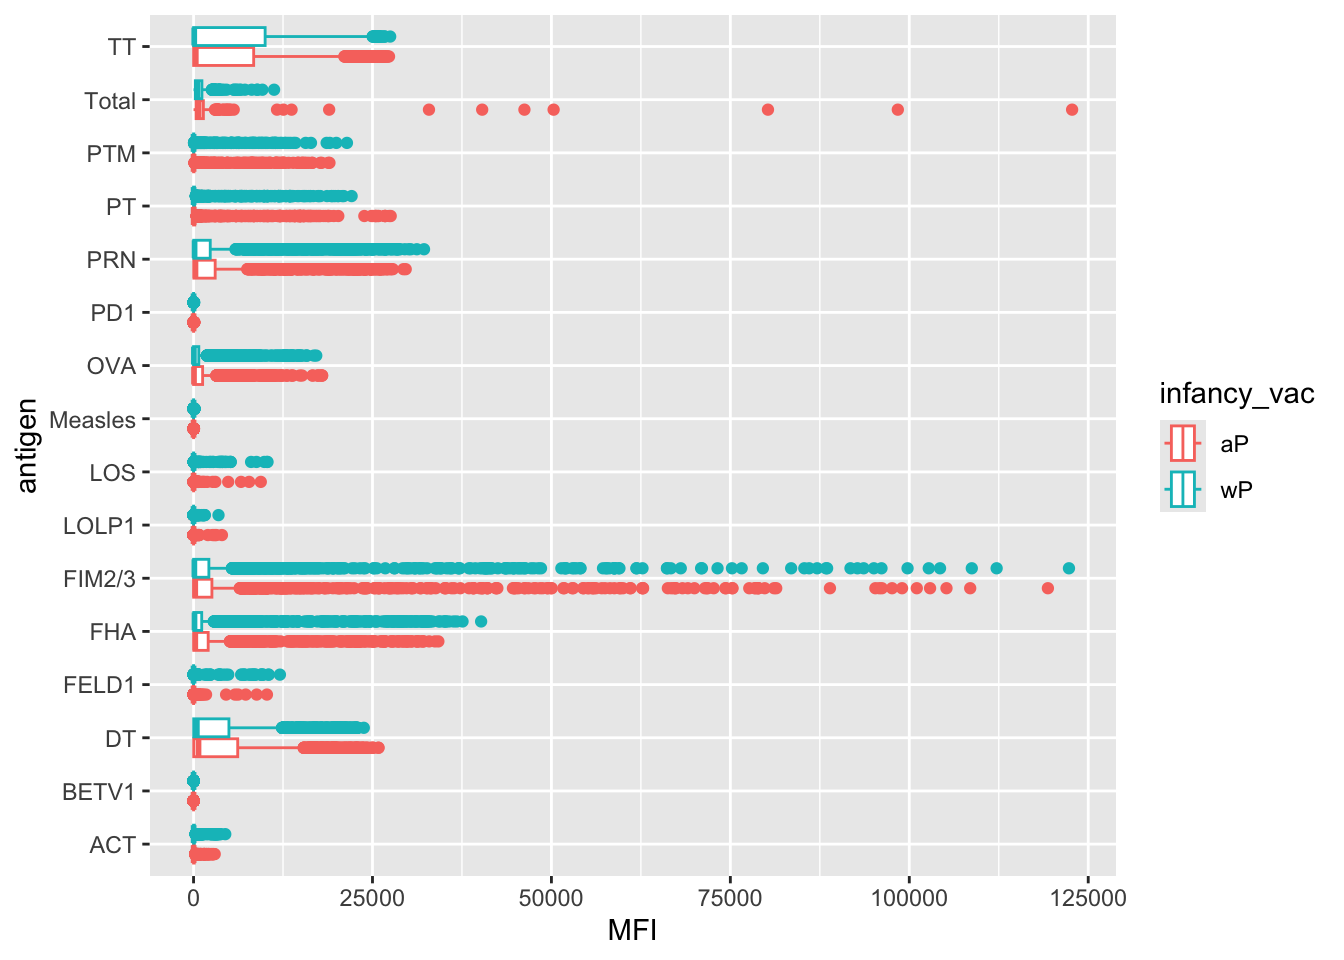 TT
Total
PTM
PT
PRN
PD1
OVA
Measles
LOS
LOLP1
FIM2/3
FHA
FELD1
DT
BETV1
ACT
antigen
0 25000 50000 75000 100000 125000
MFI
infancy_vac
aP
wP